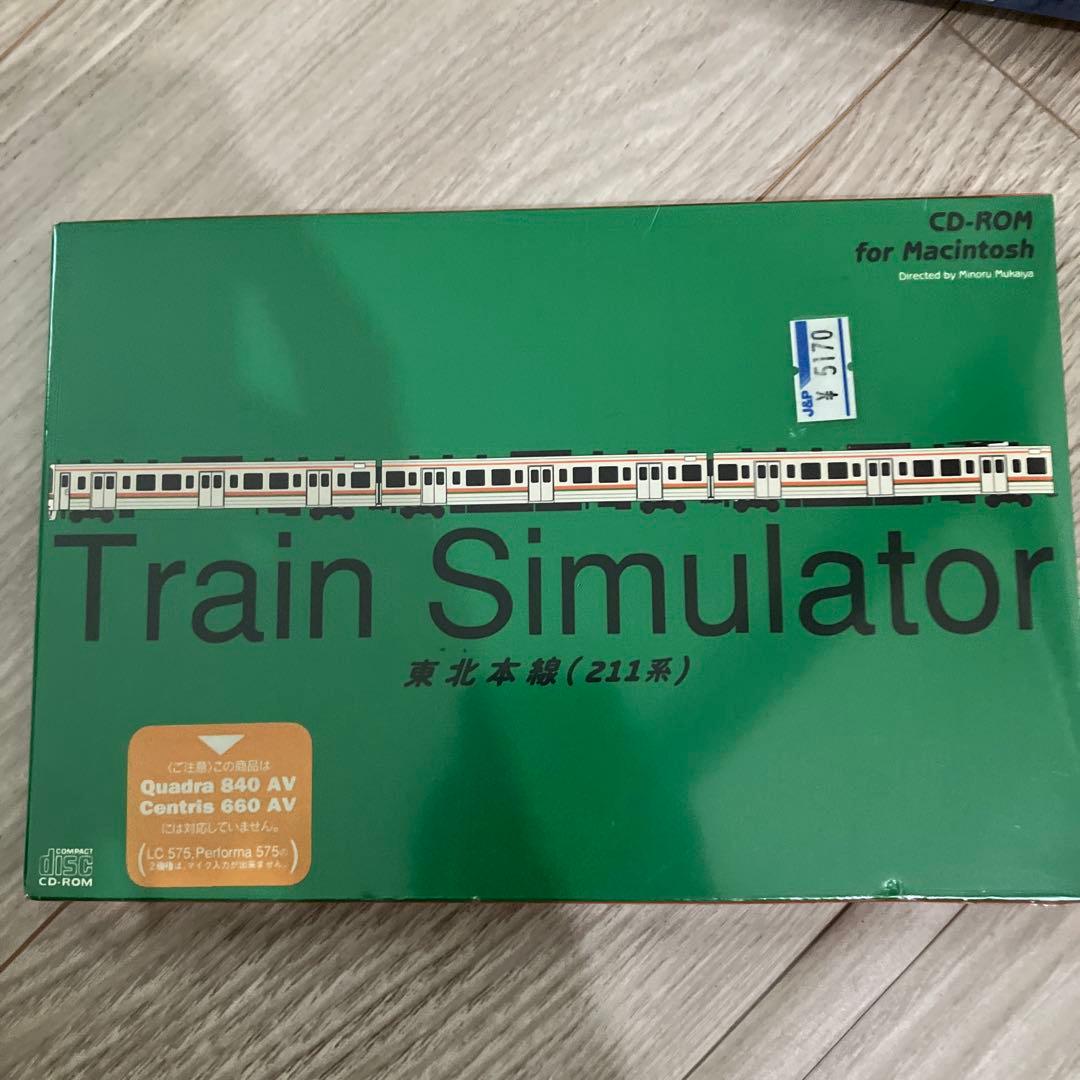 CD-ROM
for Macintosh
Directed by Minoru Mukaiya
J&P
¥ 5170
Train Simulator
東北本線(211系)
〈ご注意〉この商品は
Quadra 840 AV
Centris 660 AV
には対応していません。
(LC 575, Performa 575の
2機種は、マイク入力が出来ません。)
COMPACT
disc
CD-ROM